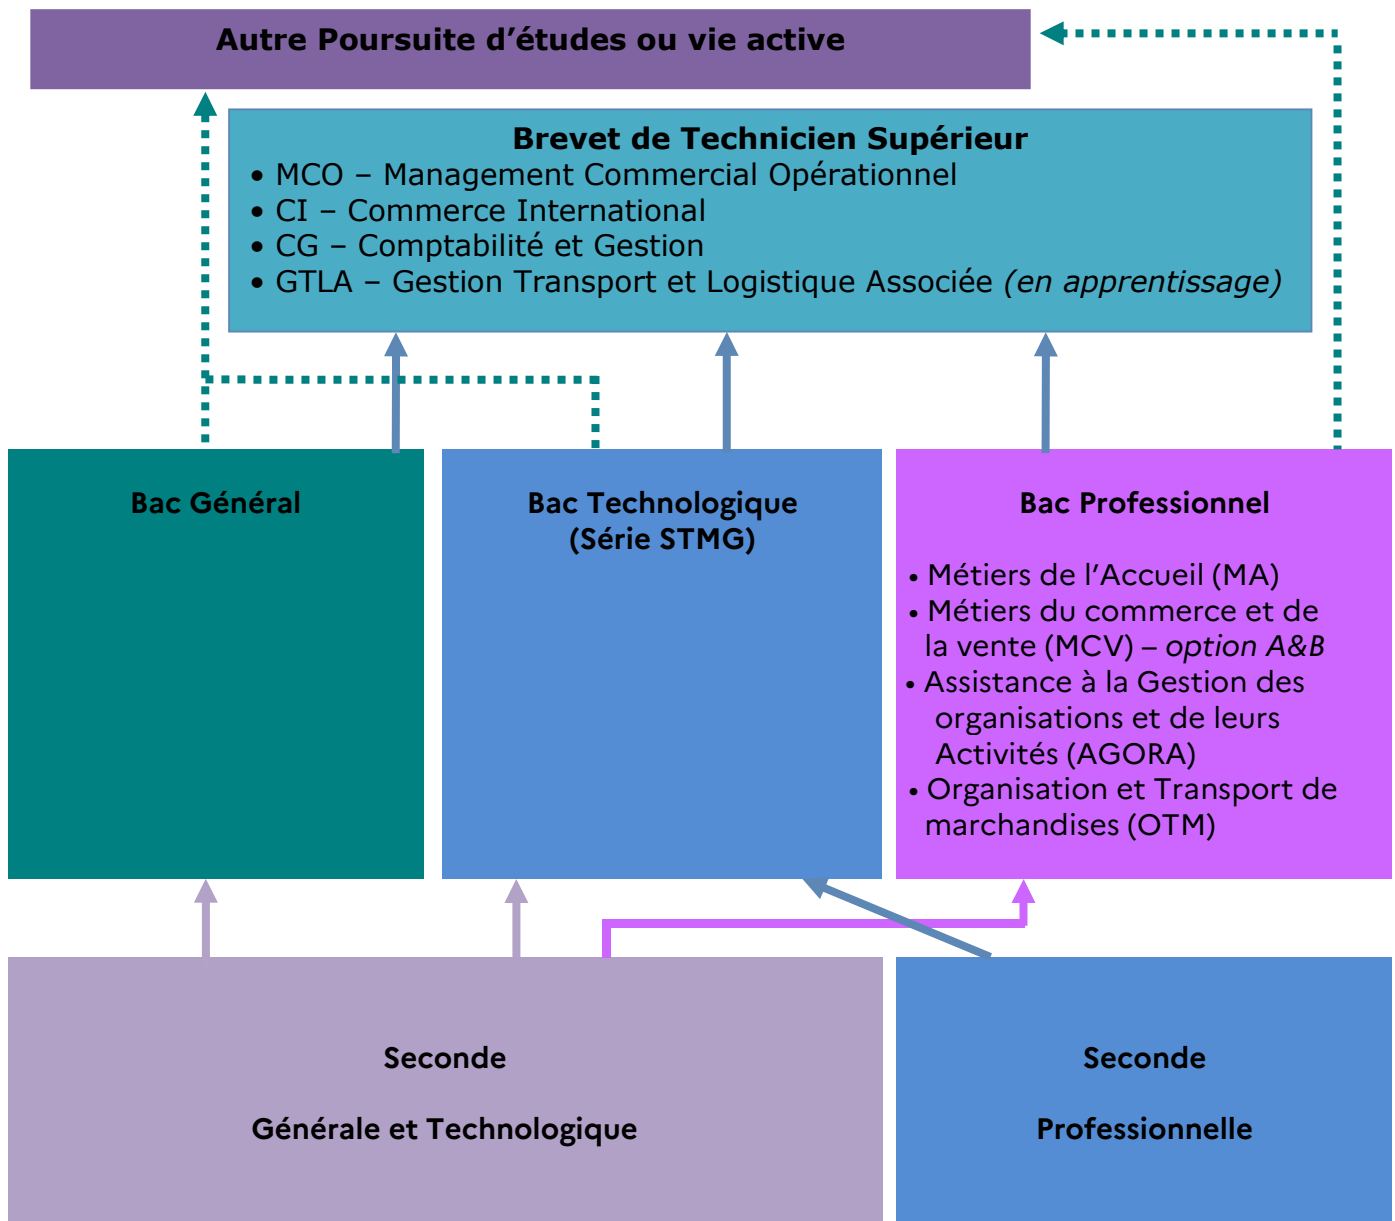 Autre Poursuite d’études ou vie active
Brevet de Technicien Supérieur
• MCO – Management Commercial Opérationnel
• CI – Commerce International
• CG – Comptabilité et Gestion
• GTLA – Gestion Transport et Logistique Associée (en apprentissage)
Bac Général
Bac Technologique
(Série STMG)
Bac Professionnel
• Métiers de l’Accueil (MA)
• Métiers du commerce et de
la vente (MCV) – option A&B
• Assistance à la Gestion des
organisations et de leurs
Activités (AGORA)
• Organisation et Transport de
marchandises (OTM)
Seconde
Générale et Technologique
Seconde
Professionnelle